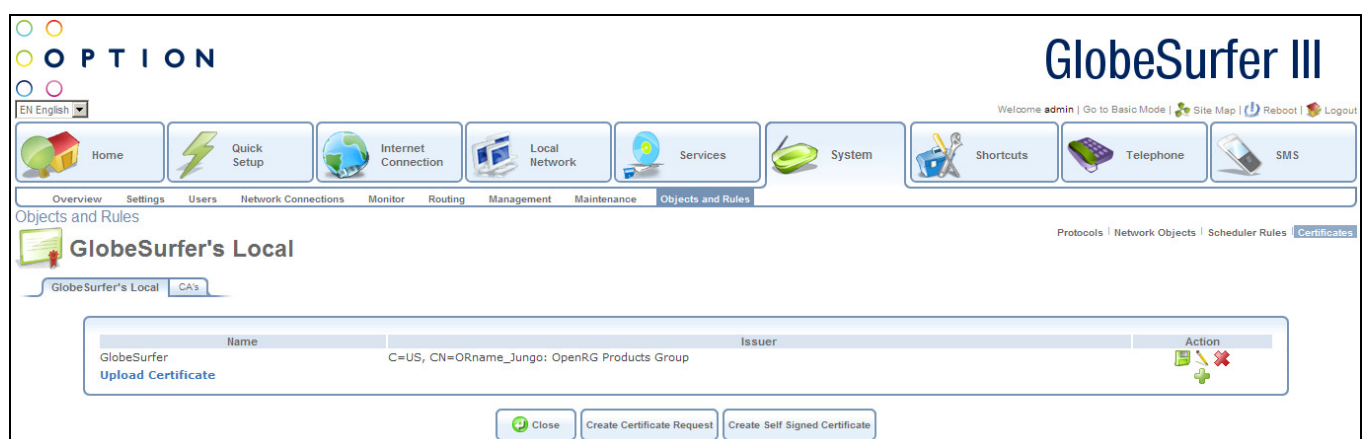 OPTION
GlobeSurfer III
EN English
Welcome admin | Go to Basic Mode | Site Map | Reboot | Logout
Home
Quick Setup
Internet Connection
Local Network
Services
System
Shortcuts
Telephone
SMS
Overview Settings Users Network Connections Monitor Routing Management Maintenance Objects and Rules
Objects and Rules
Protocols | Network Objects | Scheduler Rules | Certificates
GlobeSurfer's Local
GlobeSurfer's Local CA's
Name Issuer Action
GlobeSurfer C=US, CN=ORname_Jungo: OpenRG Products Group
Upload Certificate
Close Create Certificate Request Create Self Signed Certificate